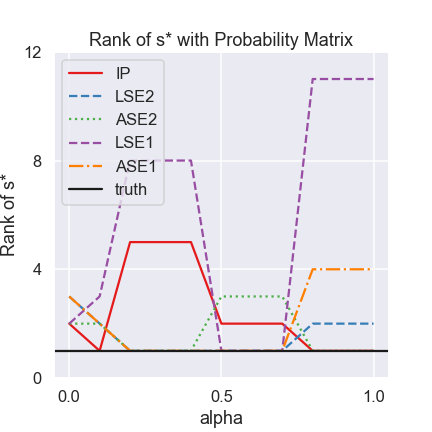 Rank of s* with Probability Matrix
12
8
4
0
Rank of s*
IP
LSE2
ASE2
LSE1
ASE1
truth
0.0
0.5
1.0
alpha